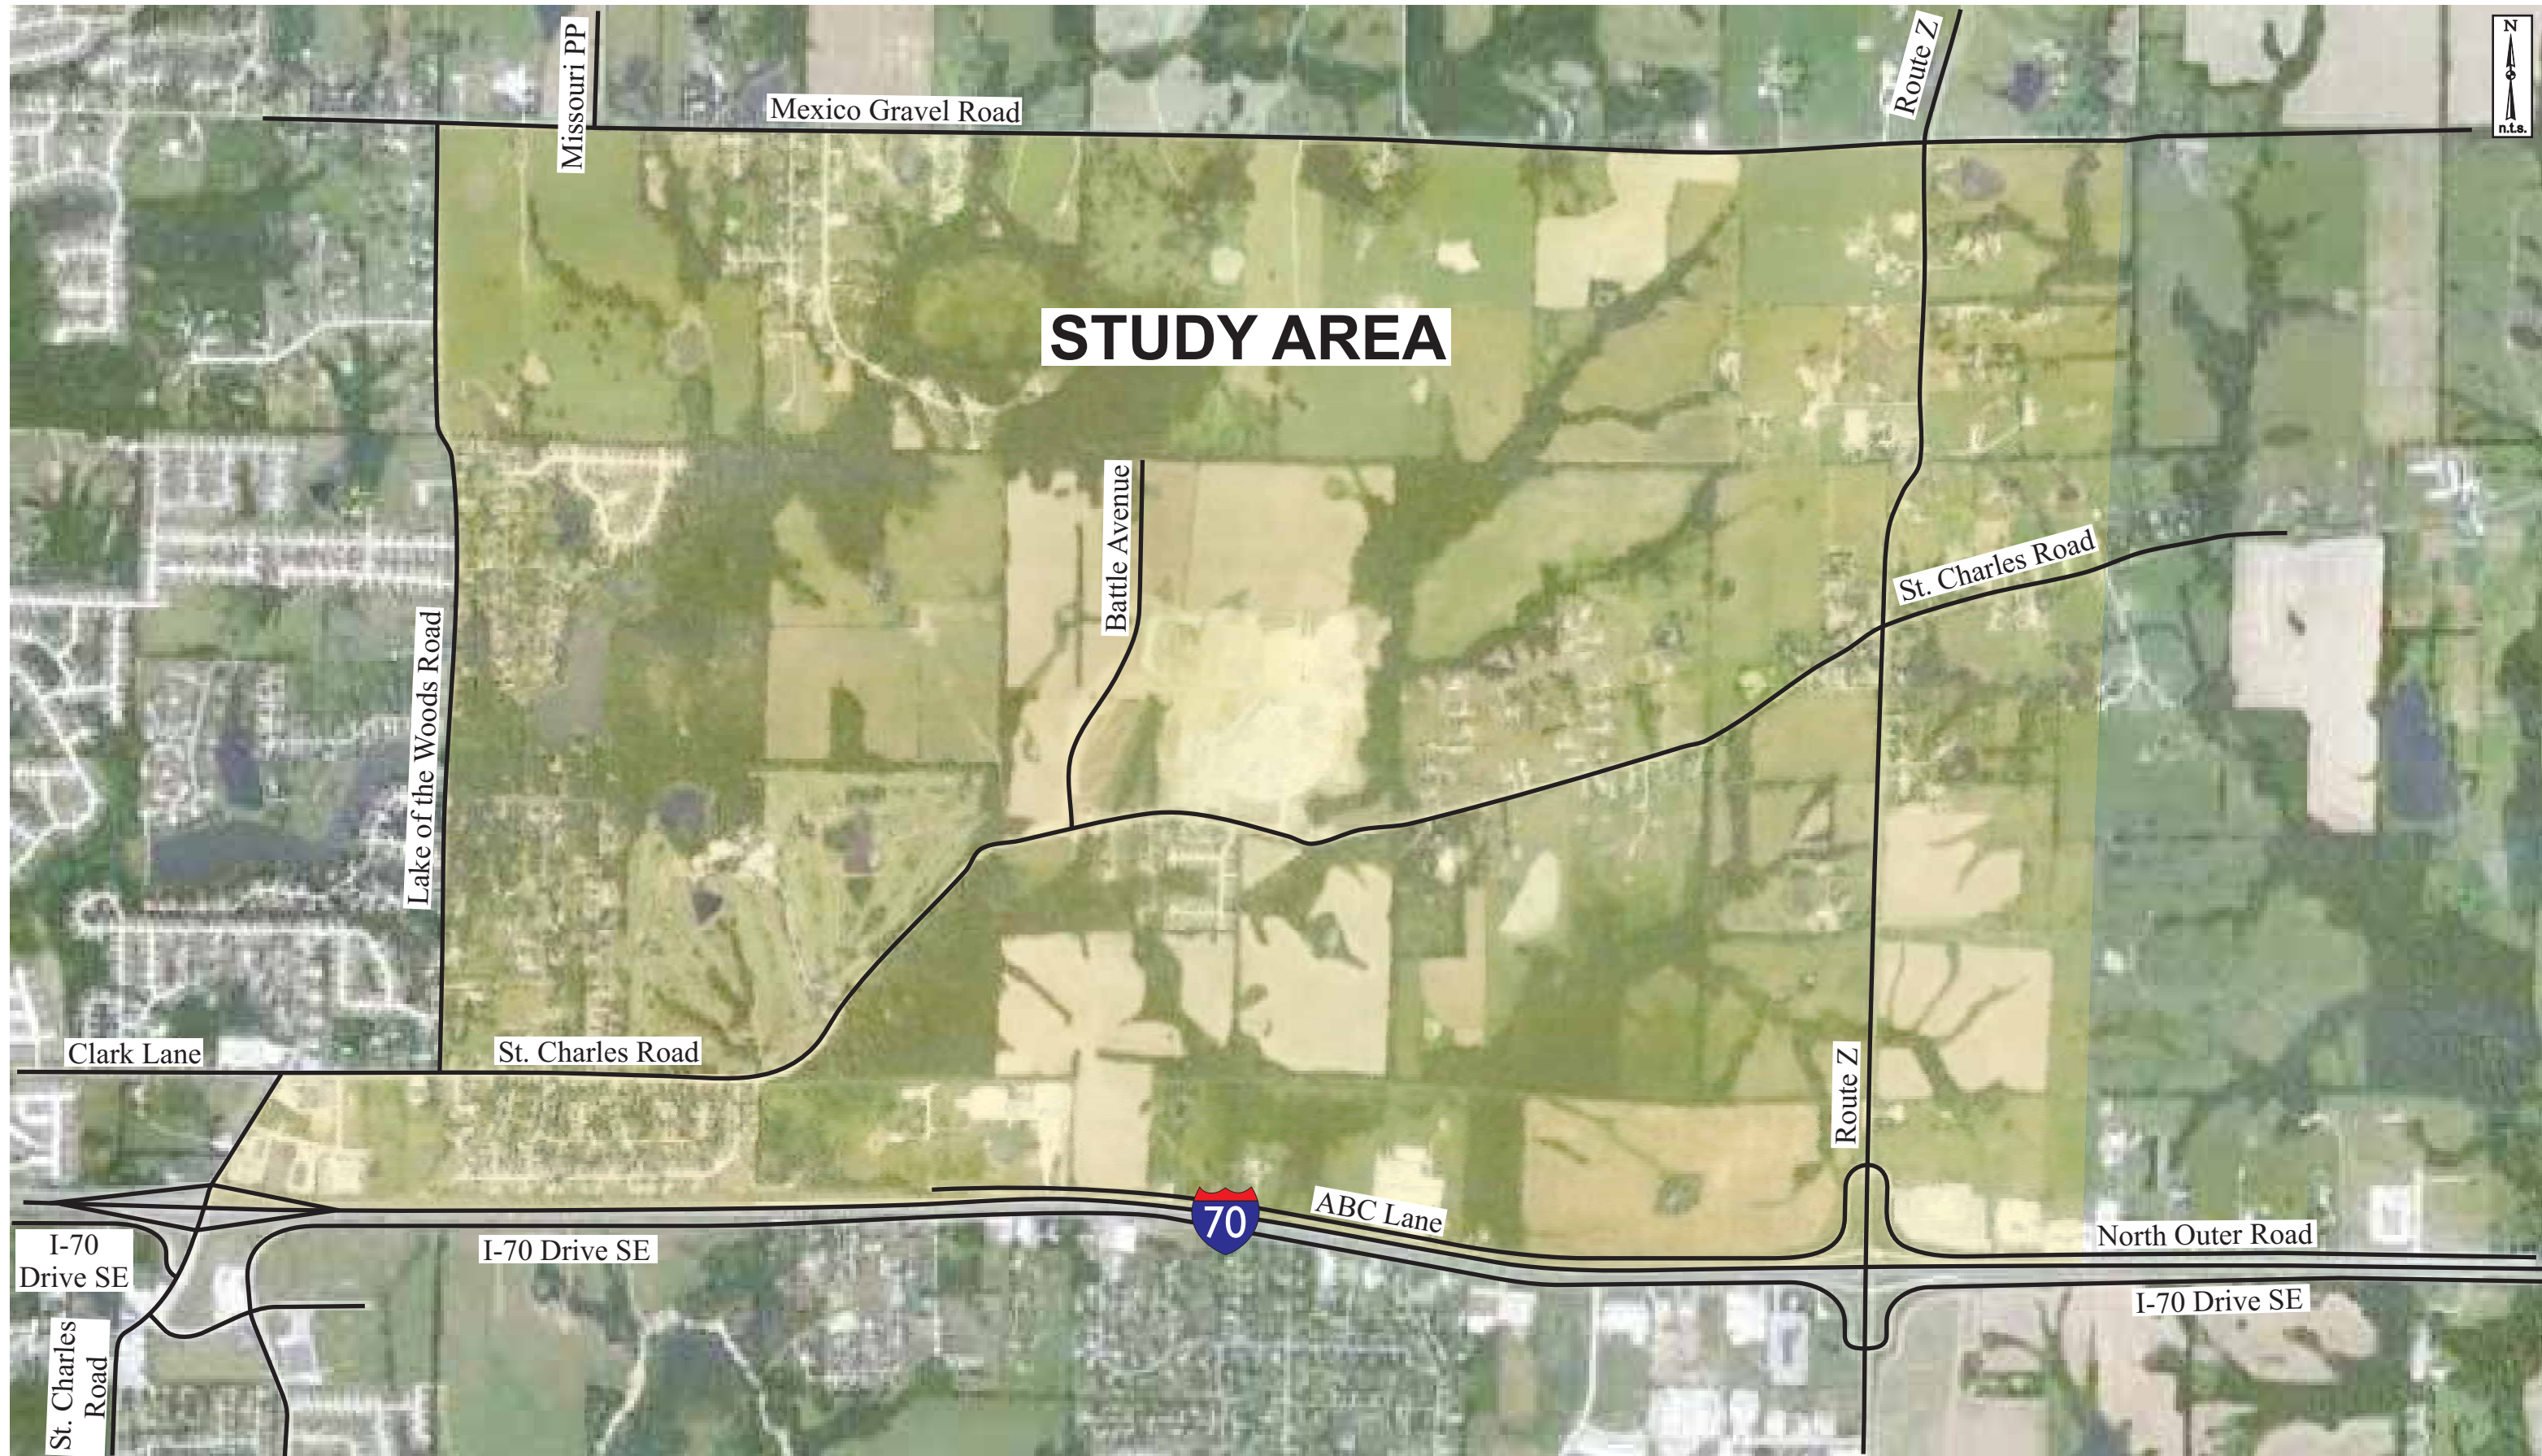 Missouri PP
Mexico Gravel Road
Route Z
N
n.t.s.
STUDY AREA
Battle Avenue
St. Charles Road
Lake of the Woods Road
Clark Lane
St. Charles Road
Route Z
70
ABC Lane
North Outer Road
I-70
Drive SE
I-70 Drive SE
I-70 Drive SE
St. Charles
Road